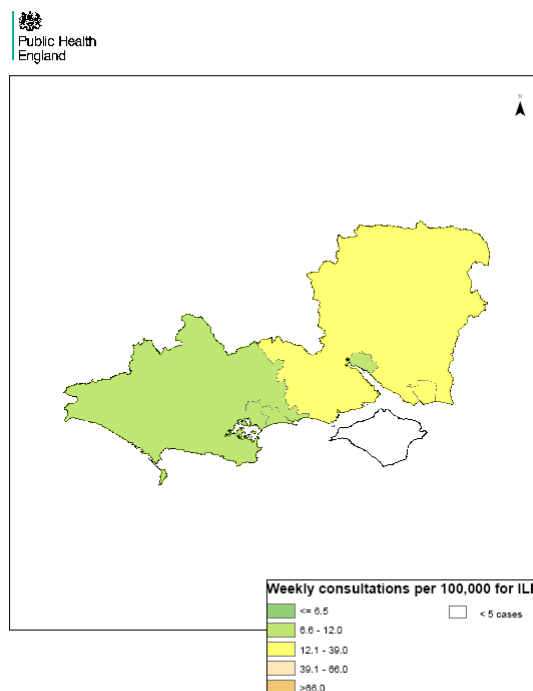 Public Health
England
N
Weekly consultations per 100,000 for ILI
<= 6.5
< 5 cases
6.6 - 12.0
12.1 - 39.0
39.1 - 66.0
>66.0